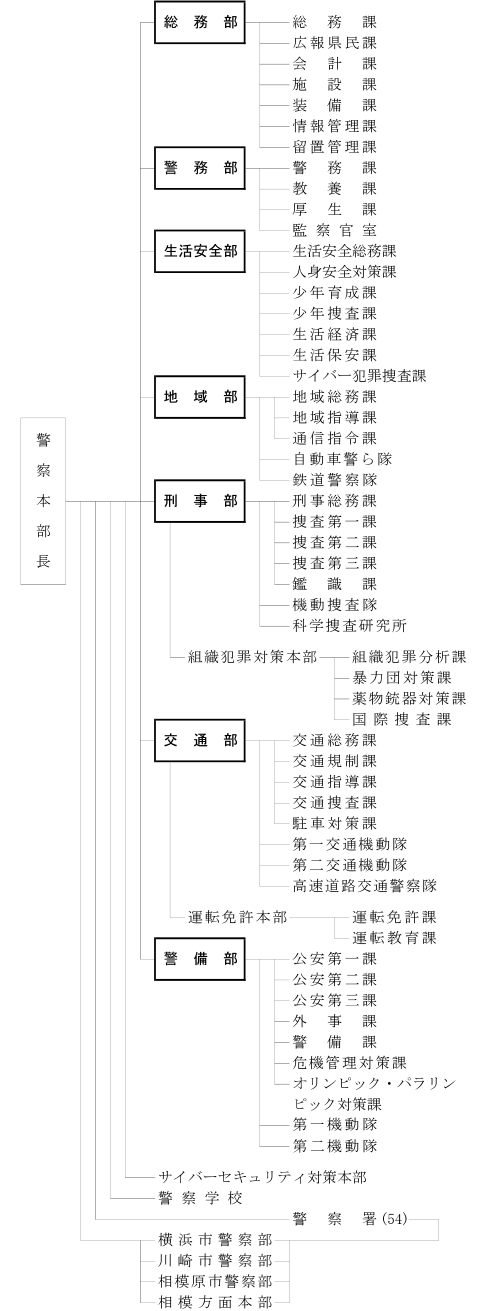 総務部
総務課
広報県民課
会計課
施設課
装備課
情報管理課
留置管理課
警務部
警務課
教養課
厚生課
監察官室
生活安全部
生活安全総務課
人身安全対策課
少年育成課
少年捜査課
生活経済課
生活保安課
サイバー犯罪捜査課
地域部
地域総務課
地域指導課
通信指令課
自動車警ら隊
鉄道警察隊
警察本部長
刑事部
刑事総務課
捜査第一課
捜査第二課
捜査第三課
鑑識課
機動捜査隊
科学捜査研究所
組織犯罪対策本部
組織犯罪分析課
暴力団対策課
薬物銃器対策課
国際捜査課
交通部
交通総務課
交通規制課
交通指導課
交通捜査課
駐車対策課
第一交通機動隊
第二交通機動隊
高速道路交通警察隊
運転免許本部
運転免許課
運転教育課
警備部
公安第一課
公安第二課
公安第三課
外事課
警備課
危機管理対策課
オリンピック・パラリン
ピック対策課
第一機動隊
第二機動隊
サイバーセキュリティ対策本部
警察学校
警察署(54)
横浜市警察部
川崎市警察部
相模原市警察部
相模方面本部